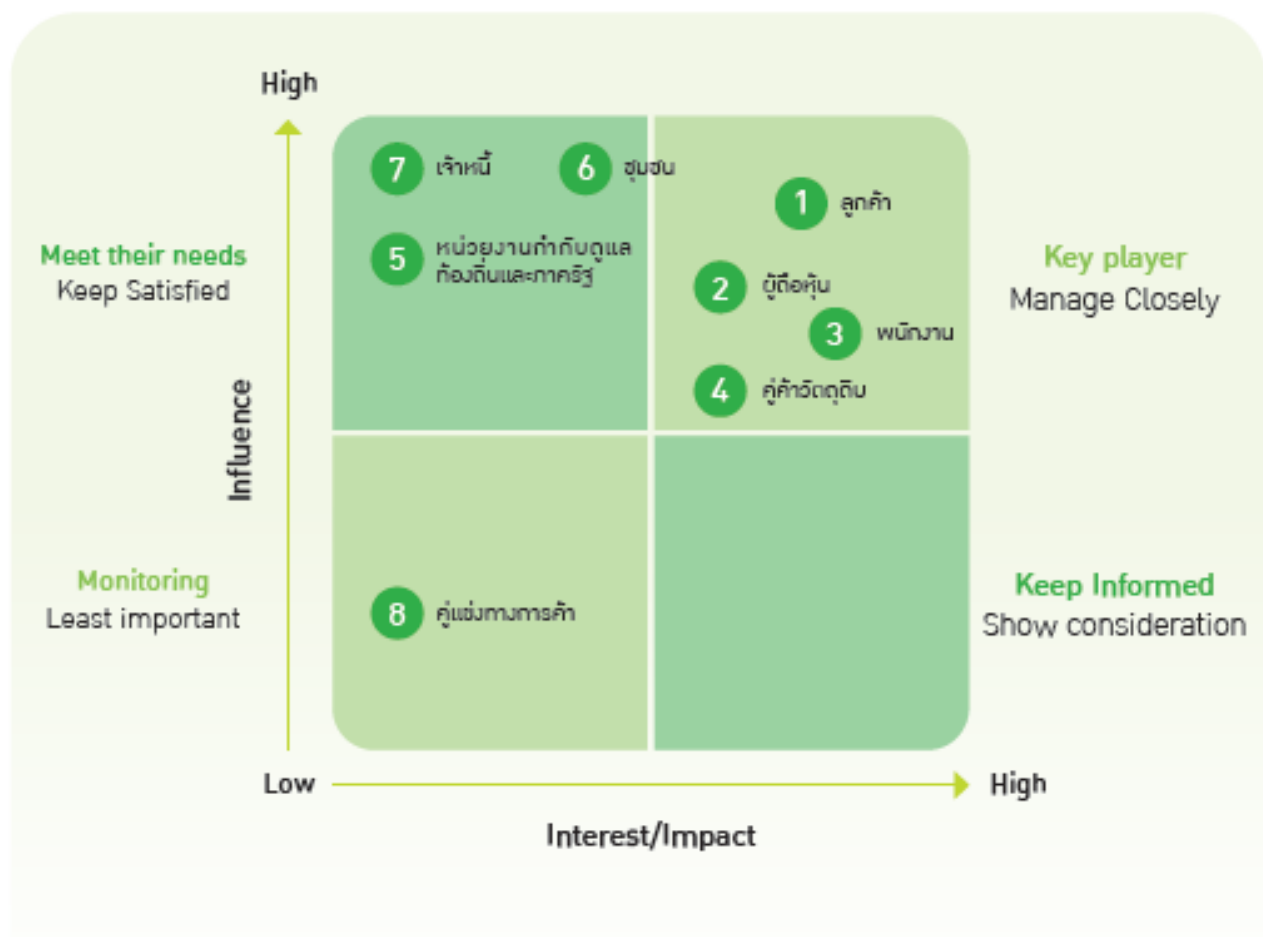 High
7 เจ้าหนี้
6 ชุมชน
1 ลูกค้า
Meet their needs
Keep Satisfied
5 หน่วยงานกำกับดูแล
ท้องถิ่นและภาครัฐ
2 ผู้ถือหุ้น
Key player
Manage Closely
3 พนักงาน
4 คู่ค้าวัตถุดิบ
Influence
Monitoring
Least important
8 คู่แข่งทางการค้า
Keep Informed
Show consideration
Low
High
Interest/Impact